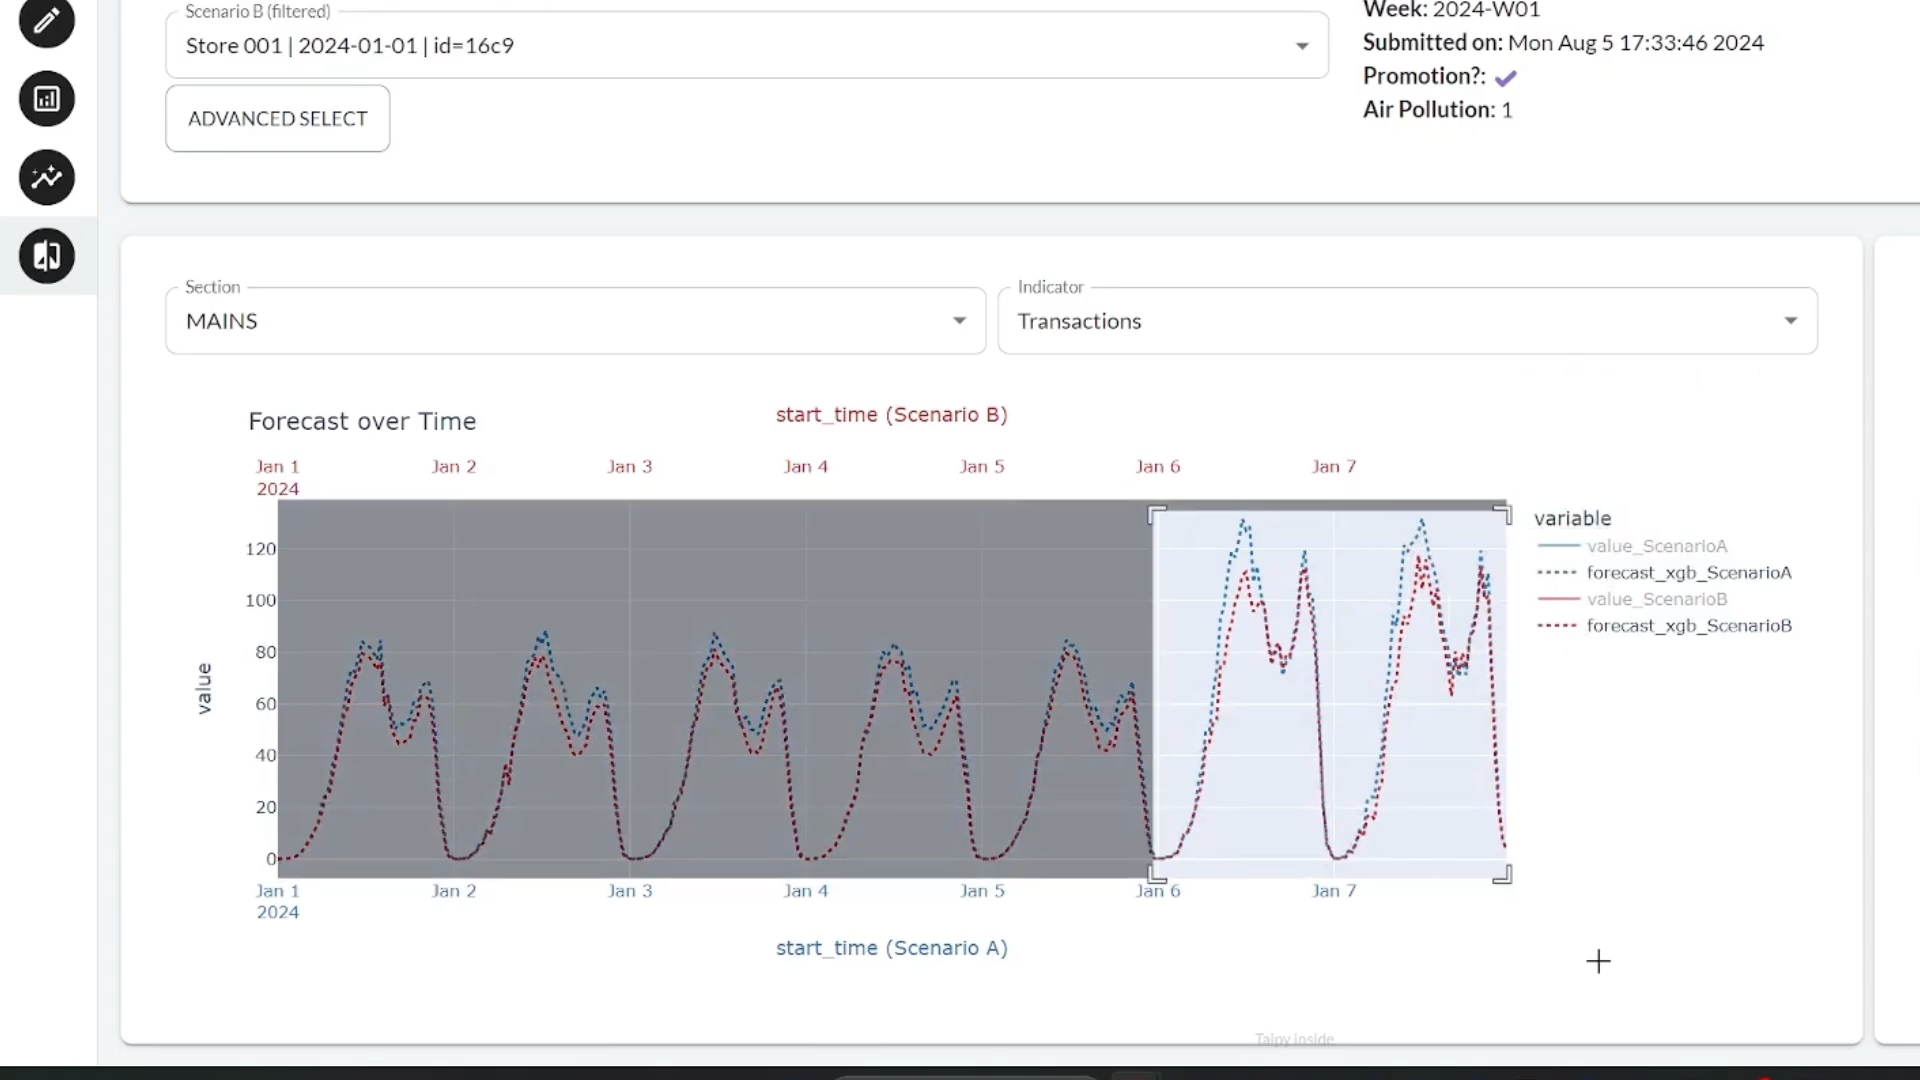 Scenario B (filtered)
Store 001 | 2024-01-01 | id=16c9
ADVANCED SELECT
Week: 2024-W01
Submitted on: Mon Aug 5 17:33:46 2024
Promotion?:
Air Pollution: 1
Section
MAINS
Indicator
Transactions
Forecast over Time
start_time (Scenario B)
Jan 1 Jan 2 Jan 3 Jan 4 Jan 5 Jan 6 Jan 7
2024
120
100
80
60
40
20
0
value
variable
value_ScenarioA
forecast_xgb_ScenarioA
value_ScenarioB
forecast_xgb_ScenarioB
Jan 1 Jan 2 Jan 3 Jan 4 Jan 5 Jan 6 Jan 7
2024
start_time (Scenario A)
Taipy inside